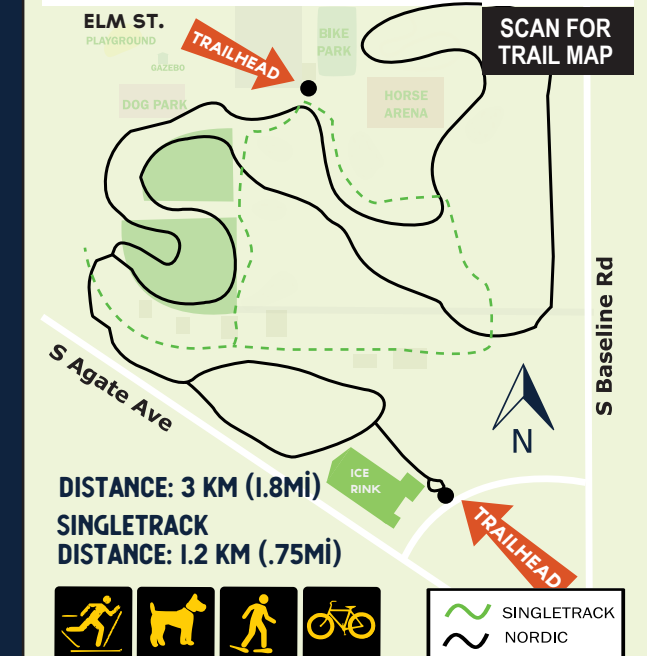 ELM ST.
PLAYGROUND
GAZEBO
DOG PARK
TRAILHEAD
BIKE
PARK
HORSE
ARENA
SCAN FOR
TRAIL MAP
S Baseline Rd
S Agate Ave
N
ICE
RINK
TRAILHEAD
DISTANCE: 3 KM (1.8MI)
SINGLETRACK
DISTANCE: 1.2 KM (.75MI)
SINGLETRACK
NORDIC